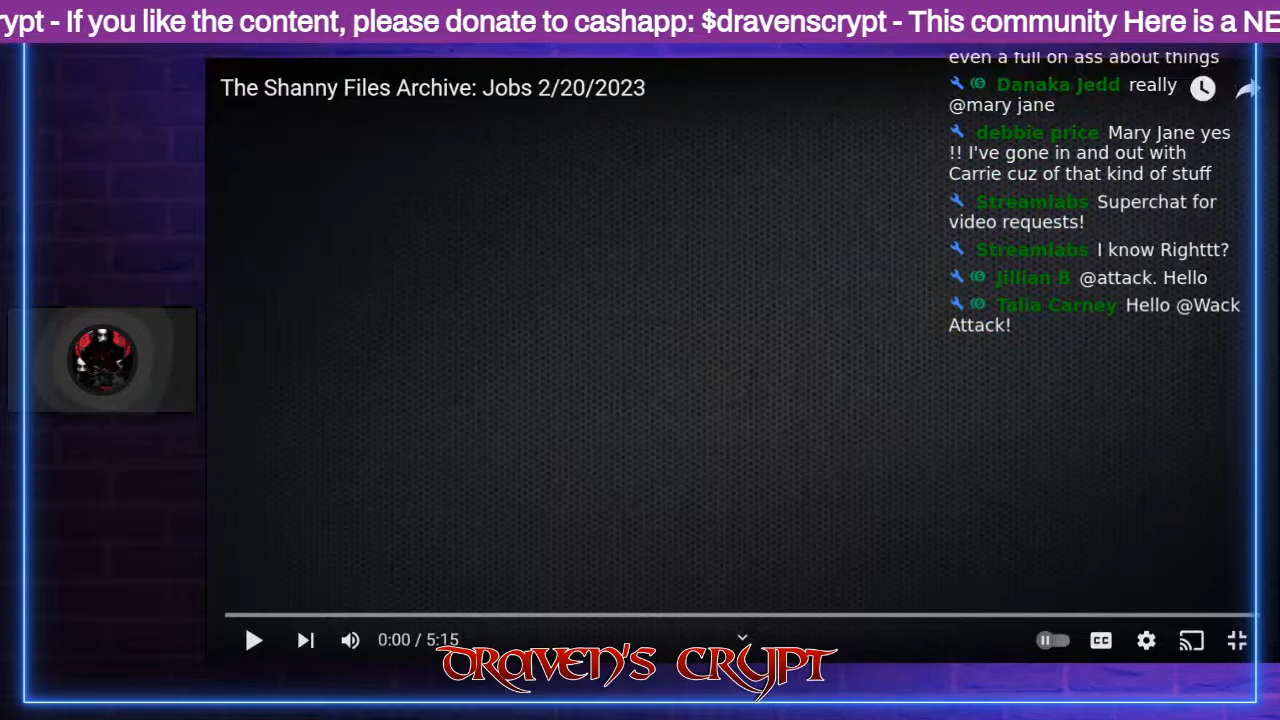 rypt - If you like the content, please donate to cashapp: $dravenscrypt - This community Here is a NE
The Shanny Files Archive: Jobs 2/20/2023
even a full on ass about things
Danaka Jedd really
@mary jane
debbie price Mary Jane yes
!! I've gone in and out with
Carrie cuz of that kind of stuff
Streamlabs Superchat for
video requests!
Streamlabs I know Righttt?
Jillian B @attack. Hello
Talia Carney Hello @Wack
Attack!
0:00 / 5:15
CC
DRAVEN'S CRYPT